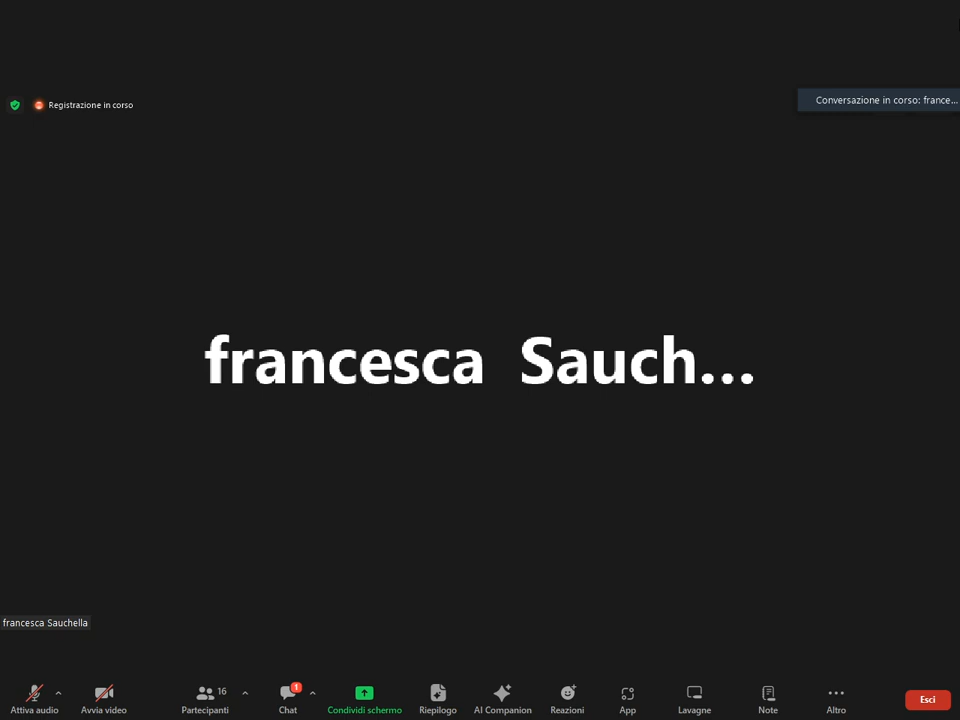 Registrazione in corso
Conversazione in corso: france...
francesca Sauch...
francesca Sauchella
Attiva audio
Avvia video
16
Partecipanti
1
Chat
Condividi schermo
Riepilogo
AI Companion
Reazioni
App
Lavagne
Note
Altro
Esci